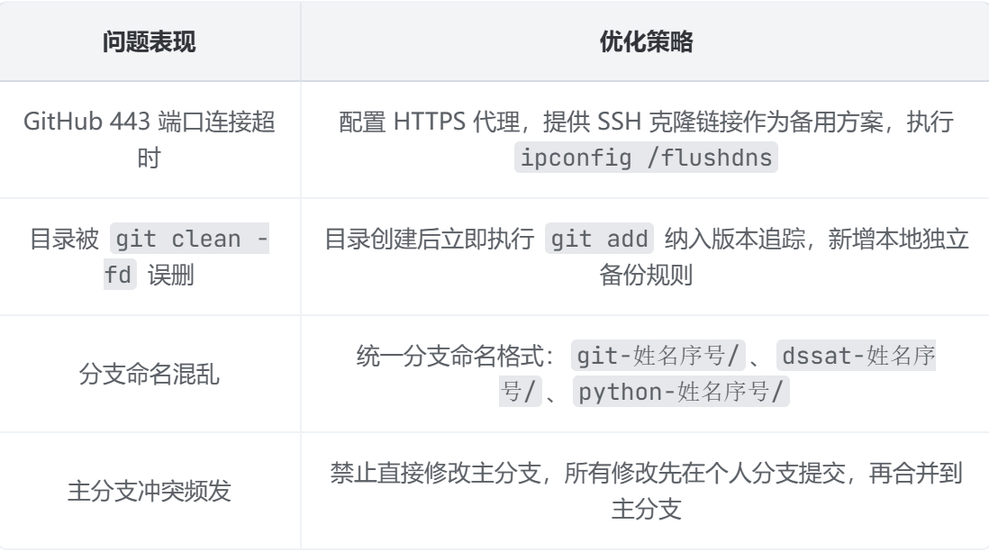 问题表现
优化策略
GitHub 443 端口连接超
时
配置 HTTPS 代理，提供 SSH 克隆链接作为备用方案，执行
ipconfig /flushdns
目录被 git clean -
fd 误删
目录创建后立即执行 git add 纳入版本追踪，新增本地独立
备份规则
分支命名混乱
统一分支命名格式： git-姓名序号/ 、 dssat-姓名序
号/ 、 python-姓名序号/
主分支冲突频发
禁止直接修改主分支，所有修改先在个人分支提交，再合并到
主分支